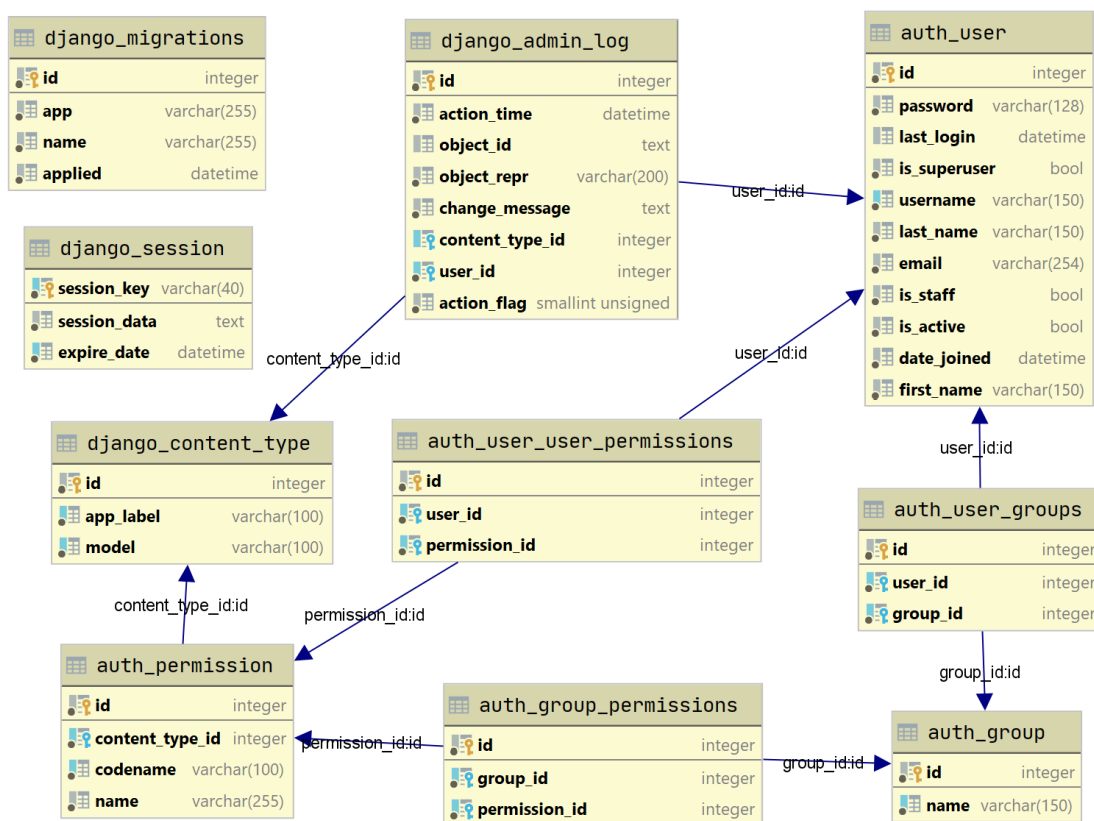 django_migrations
id integer
app varchar(255)
name varchar(255)
applied datetime
django_admin_log
id integer
action_time datetime
object_id text
object_repr varchar(200)
change_message text
content_type_id integer
user_id integer
action_flag smallint unsigned
auth_user
id integer
password varchar(128)
last_login datetime
is_superuser bool
username varchar(150)
last_name varchar(150)
email varchar(254)
is_staff bool
is_active bool
date_joined datetime
first_name varchar(150)
user_id:id
django_session
session_key varchar(40)
session_data text
expire_date datetime
content_type_id:id
user_id:id
django_content_type
id integer
app_label varchar(100)
model varchar(100)
auth_user_user_permissions
id integer
user_id integer
permission_id integer
user_id:id
auth_user_groups
id integer
user_id integer
group_id integer
content_type_id:id
permission_id:id
auth_permission
id integer
content_type_id integer
codename varchar(100)
name varchar(255)
permission_id:id
auth_group_permissions
id integer
group_id integer
permission_id integer
group_id:id
group_id:id
auth_group
id integer
name varchar(150)